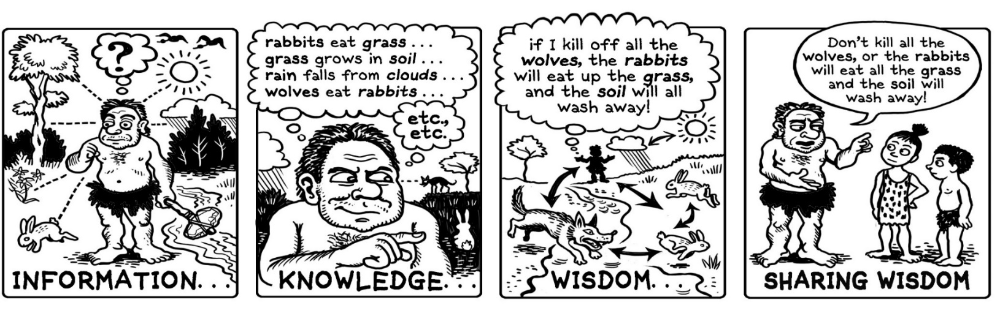 ?
INFORMATION. . .
rabbits eat grass . . .
grass grows in soil . . .
rain falls from clouds . . .
wolves eat rabbits . . .
etc.,
etc.
KNOWLEDGE. . .
if I kill off all the
wolves, the rabbits
will eat up the grass,
and the soil will all
wash away!
WISDOM. . .
Don't kill all the
wolves, or the rabbits
will eat all the grass
and the soil will
wash away!
SHARING WISDOM